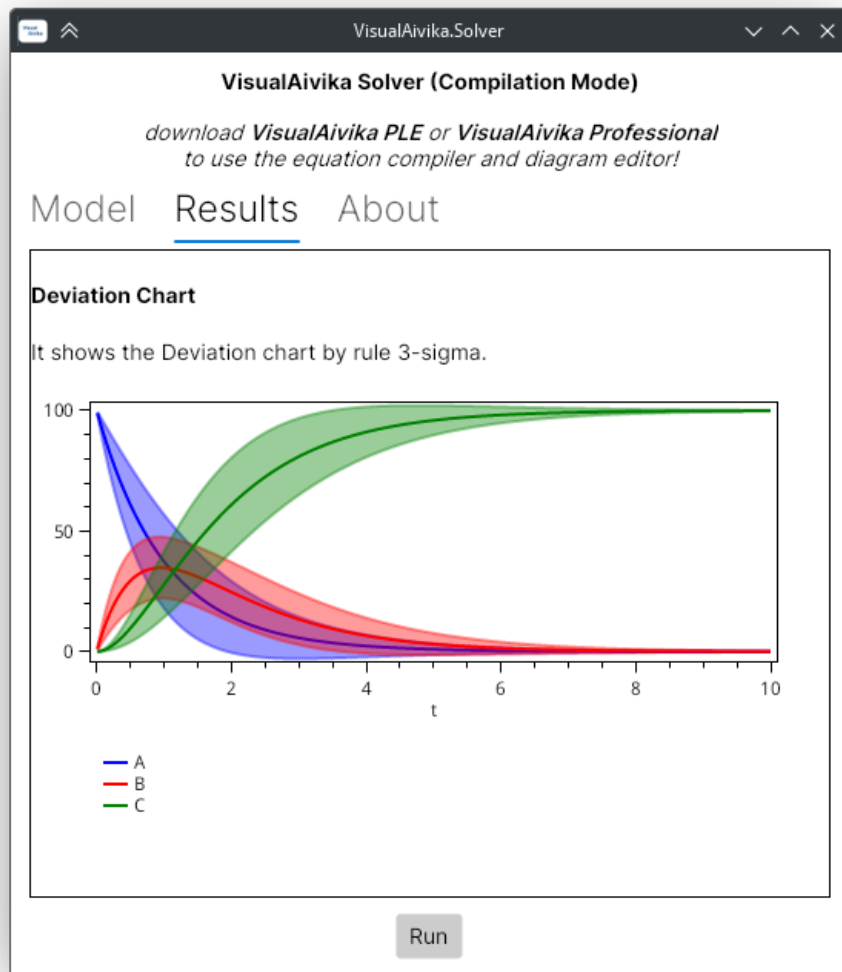 Visual
Aivika
VisualAivika.Solver
VisualAivika Solver (Compilation Mode)
download VisualAivika PLE or VisualAivika Professional
to use the equation compiler and diagram editor!
Model Results About
Deviation Chart
It shows the Deviation chart by rule 3-sigma.
100
50
0
0 2 4 6 8 10
t
A
B
C
Run